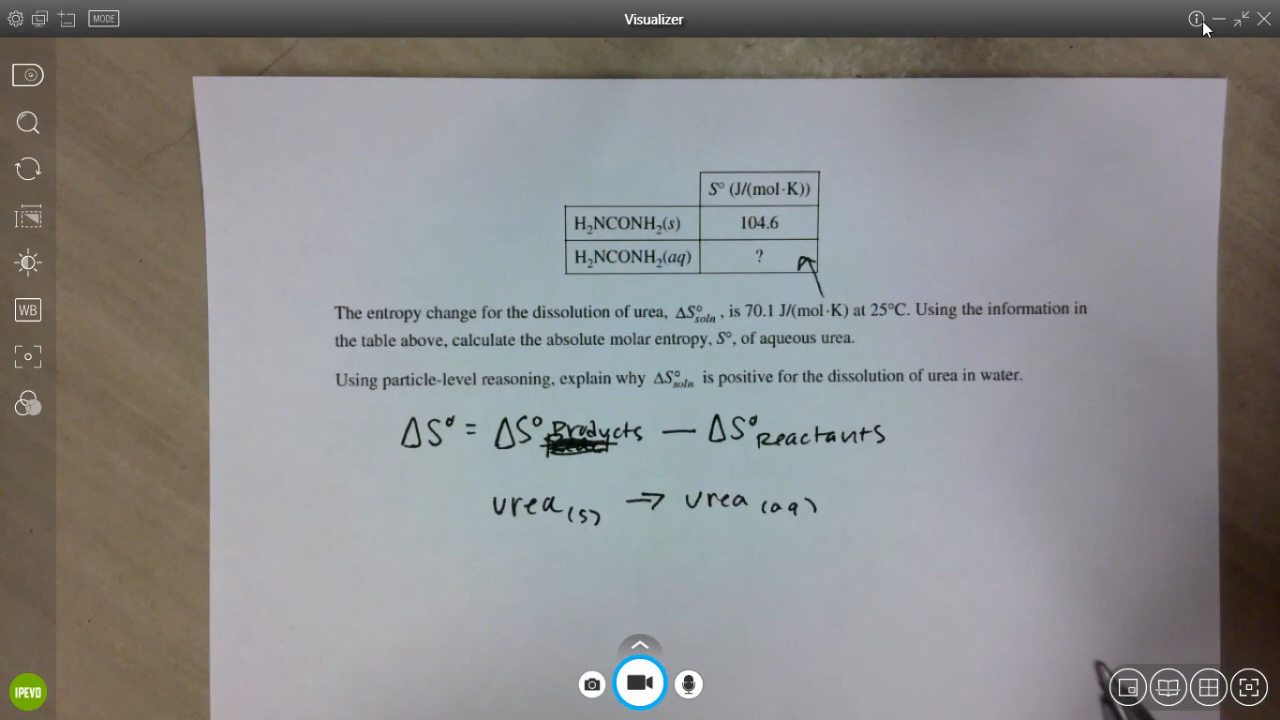 MODE
Visualizer
S° (J/(mol·K))
H₂NCONH₂(s) 104.6
H₂NCONH₂(aq) ?
The entropy change for the dissolution of urea, ΔS°soln, is 70.1 J/(mol·K) at 25°C. Using the information in
the table above, calculate the absolute molar entropy, S°, of aqueous urea.
Using particle-level reasoning, explain why ΔS°soln is positive for the dissolution of urea in water.
ΔS° = ΔS° Products — ΔS° Reactants
urea (s) → urea (aq)
WB
IPEVO